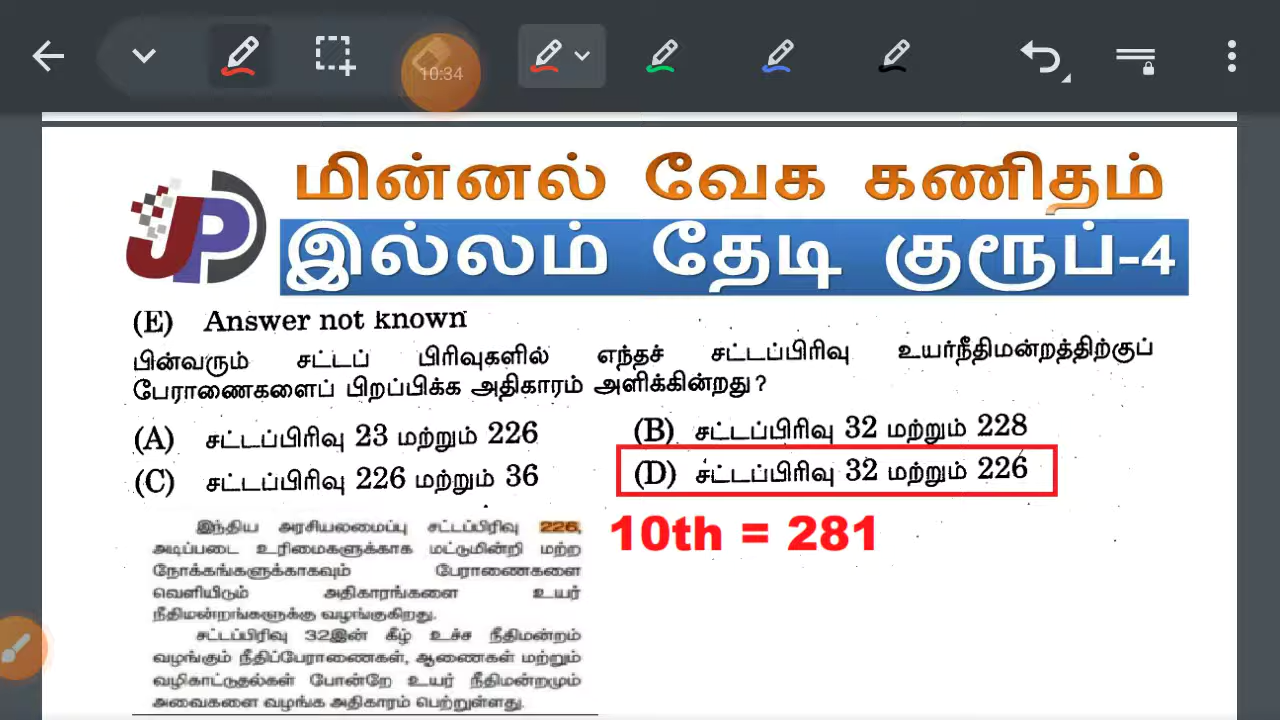 10:34
மின்னல் வேக கணிதம்
JP
இல்லம் தேடி குரூப்-4
(E) Answer not known
பின்வரும் சட்டப் பிரிவுகளில் எந்தச் சட்டப்பிரிவு உயர்நீதிமன்றத்திற்குப்
பேராணைகளைப் பிறப்பிக்க அதிகாரம் அளிக்கின்றது?
(A) சட்டப்பிரிவு 23 மற்றும் 226
(B) சட்டப்பிரிவு 32 மற்றும் 228
(C) சட்டப்பிரிவு 226 மற்றும் 36
(D) சட்டப்பிரிவு 32 மற்றும் 226
10th = 281
இந்திய அரசியலமைப்பு சட்டப்பிரிவு 226,
அடிப்படை உரிமைகளுக்காக மட்டுமின்றி மற்ற
நோக்கங்களுக்காகவும் பேராணைகளை
வெளியிடும் அதிகாரங்களை உயர்
நீதிமன்றங்களுக்கு வழங்குகிறது.
சட்டப்பிரிவு 32இன் கீழ் உச்ச நீதிமன்றம்
வழங்கும் நீதிப்பேராணைகள், ஆணைகள் மற்றும்
வழிகாட்டுதல்கள் போன்றே உயர் நீதிமன்றமும்
அவைகளை வழங்க அதிகாரம் பெற்றுள்ளது.